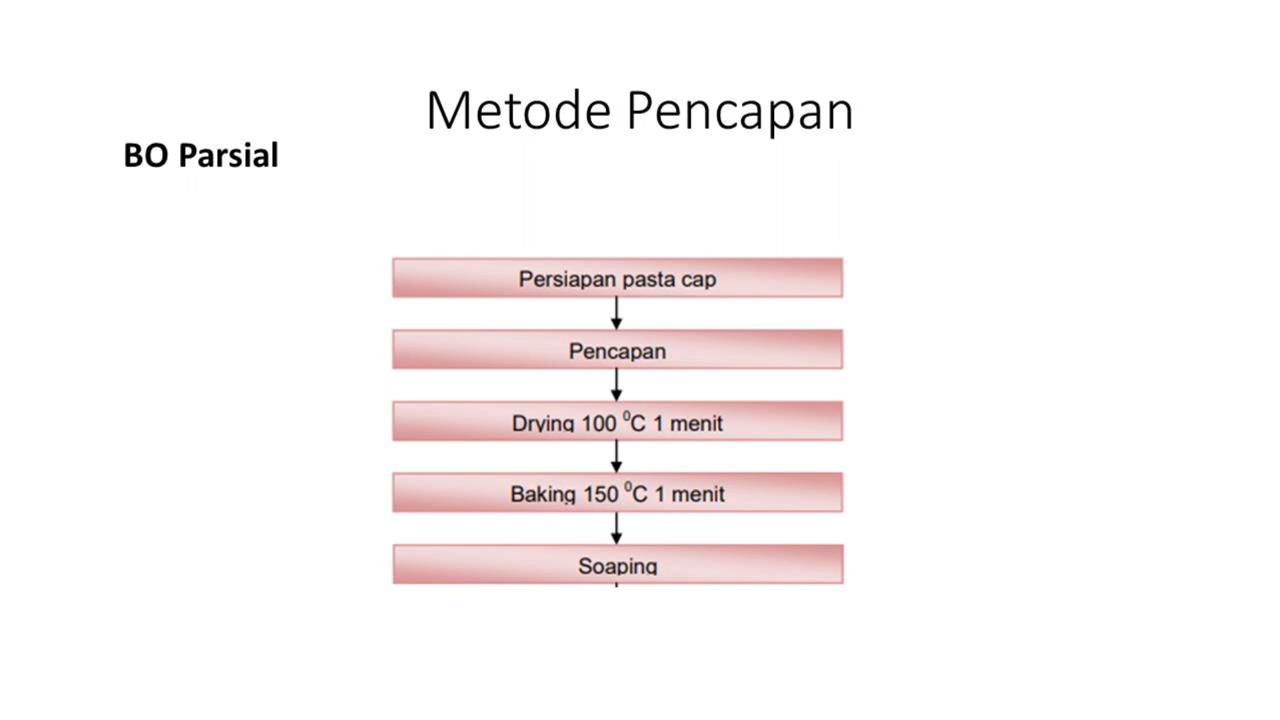 Metode Pencapan
BO Parsial
Persiapan pasta cap
Pencapan
Drying 100 ⁰C 1 menit
Baking 150 ⁰C 1 menit
Soaping